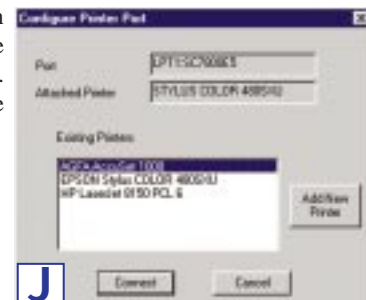 Configure Printer Port
Port
Attached Printer
STYLUS COLOR 480SXU
Existing Printers
AGFA AccuSet 1000
EPSON Stylus COLOR 480SXU
HP LaserJet 8150 PCL 6
Add New
Printer
Connect
Cancel
J